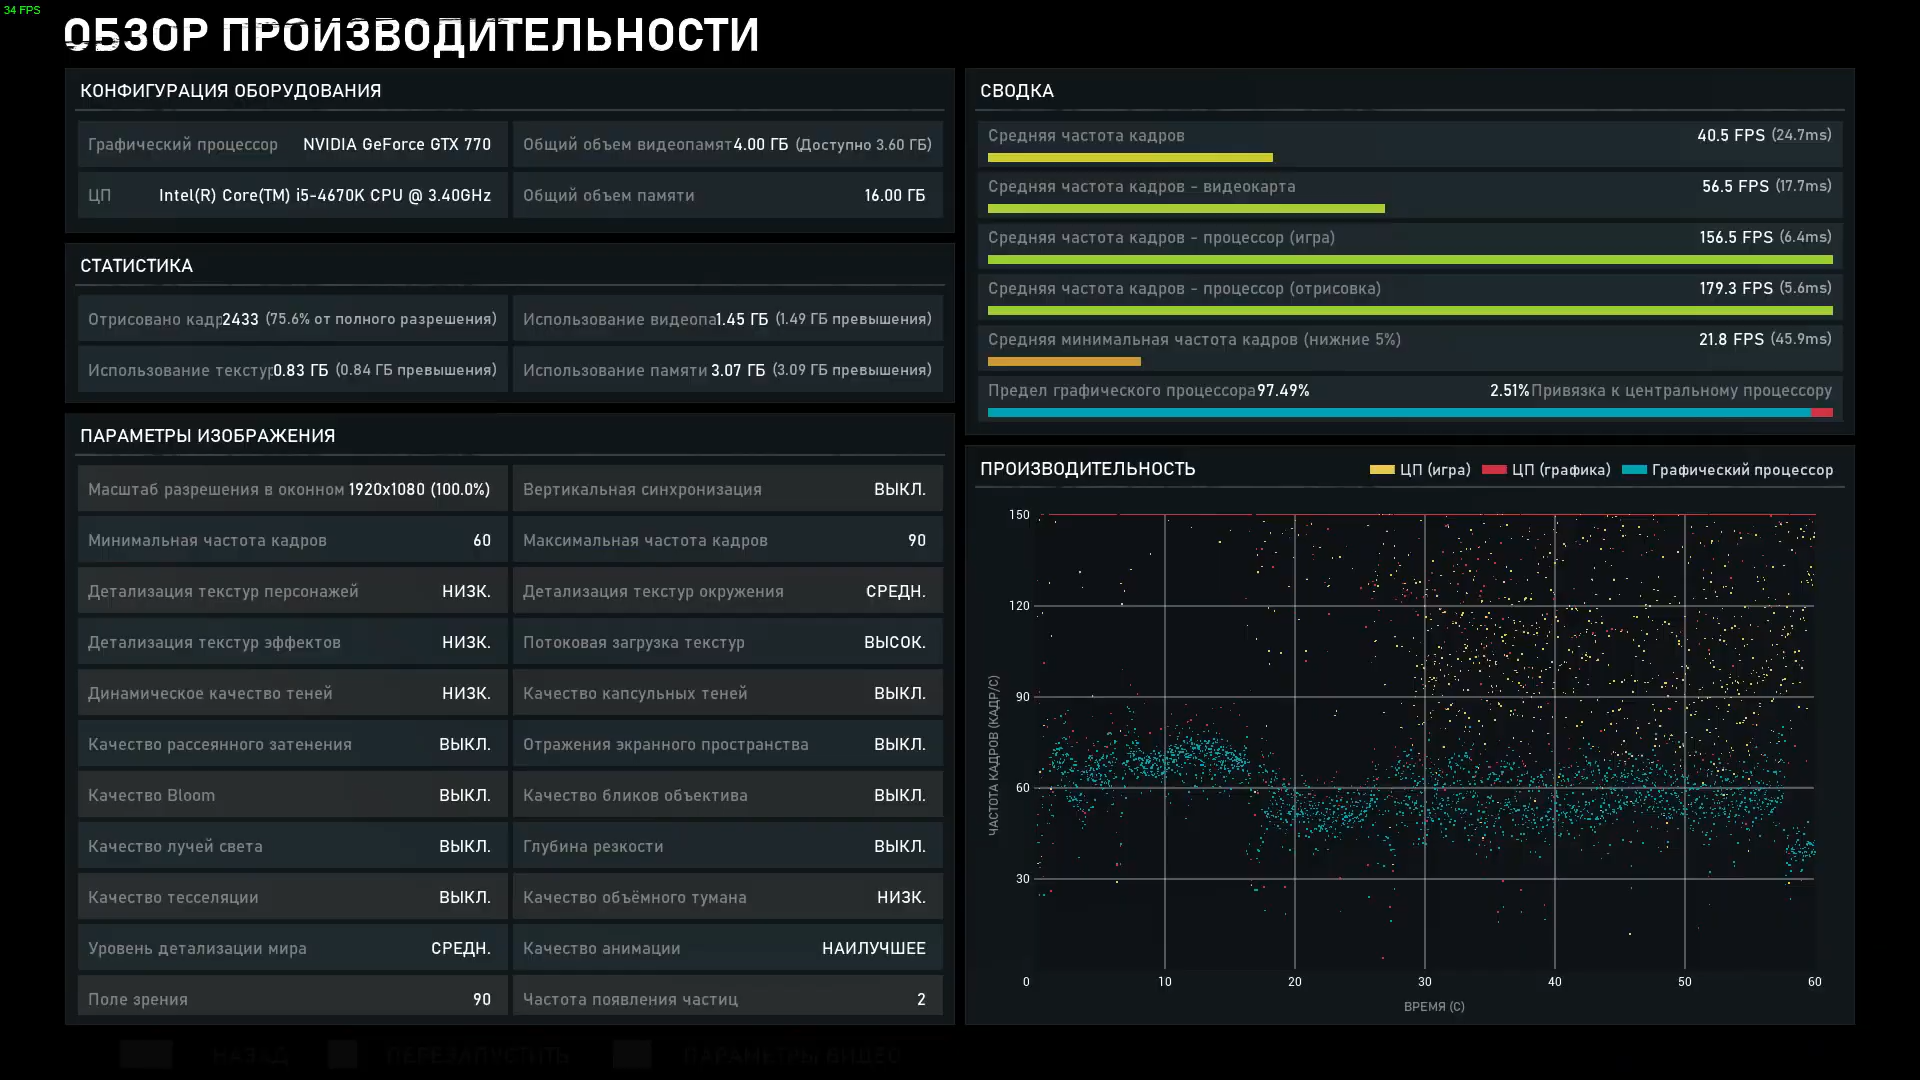 34 FPS
ОБЗОР ПРОИЗВОДИТЕЛЬНОСТИ
КОНФИГУРАЦИЯ ОБОРУДОВАНИЯ
Графический процессор NVIDIA GeForce GTX 770
Общий объем видеопамят 4.00 ГБ (Доступно 3.60 ГБ)
ЦП Intel(R) Core(TM) i5-4670K CPU @ 3.40GHz
Общий объем памяти 16.00 ГБ
СТАТИСТИКА
Отрисовано кадр 2433 (75.6% от полного разрешения)
Использование видеопа 1.45 ГБ (1.49 ГБ превышения)
Использование текстур 0.83 ГБ (0.84 ГБ превышения)
Использование памяти 3.07 ГБ (3.09 ГБ превышения)
ПАРАМЕТРЫ ИЗОБРАЖЕНИЯ
Масштаб разрешения в оконном 1920x1080 (100.0%)
Вертикальная синхронизация ВЫКЛ.
Минимальная частота кадров 60
Максимальная частота кадров 90
Детализация текстур персонажей НИЗК.
Детализация текстур окружения СРЕДН.
Детализация текстур эффектов НИЗК.
Потоковая загрузка текстур ВЫСОК.
Динамическое качество теней НИЗК.
Качество капсульных теней ВЫКЛ.
Качество рассеянного затенения ВЫКЛ.
Отражения экранного пространства ВЫКЛ.
Качество Bloom ВЫКЛ.
Качество бликов объектива ВЫКЛ.
Качество лучей света ВЫКЛ.
Глубина резкости ВЫКЛ.
Качество тесселяции ВЫКЛ.
Качество объёмного тумана НИЗК.
Уровень детализации мира СРЕДН.
Качество анимации НАИЛУЧШЕЕ
Поле зрения 90
Частота появления частиц 2
СВОДКА
Средняя частота кадров 40.5 FPS (24.7ms)
Средняя частота кадров - видеокарта 56.5 FPS (17.7ms)
Средняя частота кадров - процессор (игра) 156.5 FPS (6.4ms)
Средняя частота кадров - процессор (отрисовка) 179.3 FPS (5.6ms)
Средняя минимальная частота кадров (нижние 5%) 21.8 FPS (45.9ms)
Предел графического процессора 97.49% 2.51% Привязка к центральному процессору
ПРОИЗВОДИТЕЛЬНОСТЬ ЦП (игра) ЦП (графика) Графический процессор
ЧАСТОТА КАДРОВ (КАДР/С)
150
120
90
60
30
0 10 20 30 40 50 60
ВРЕМЯ (С)
НАЗАД ПЕРЕЗАПУСТИТЬ ПАРАМЕТРЫ ВИДЕО